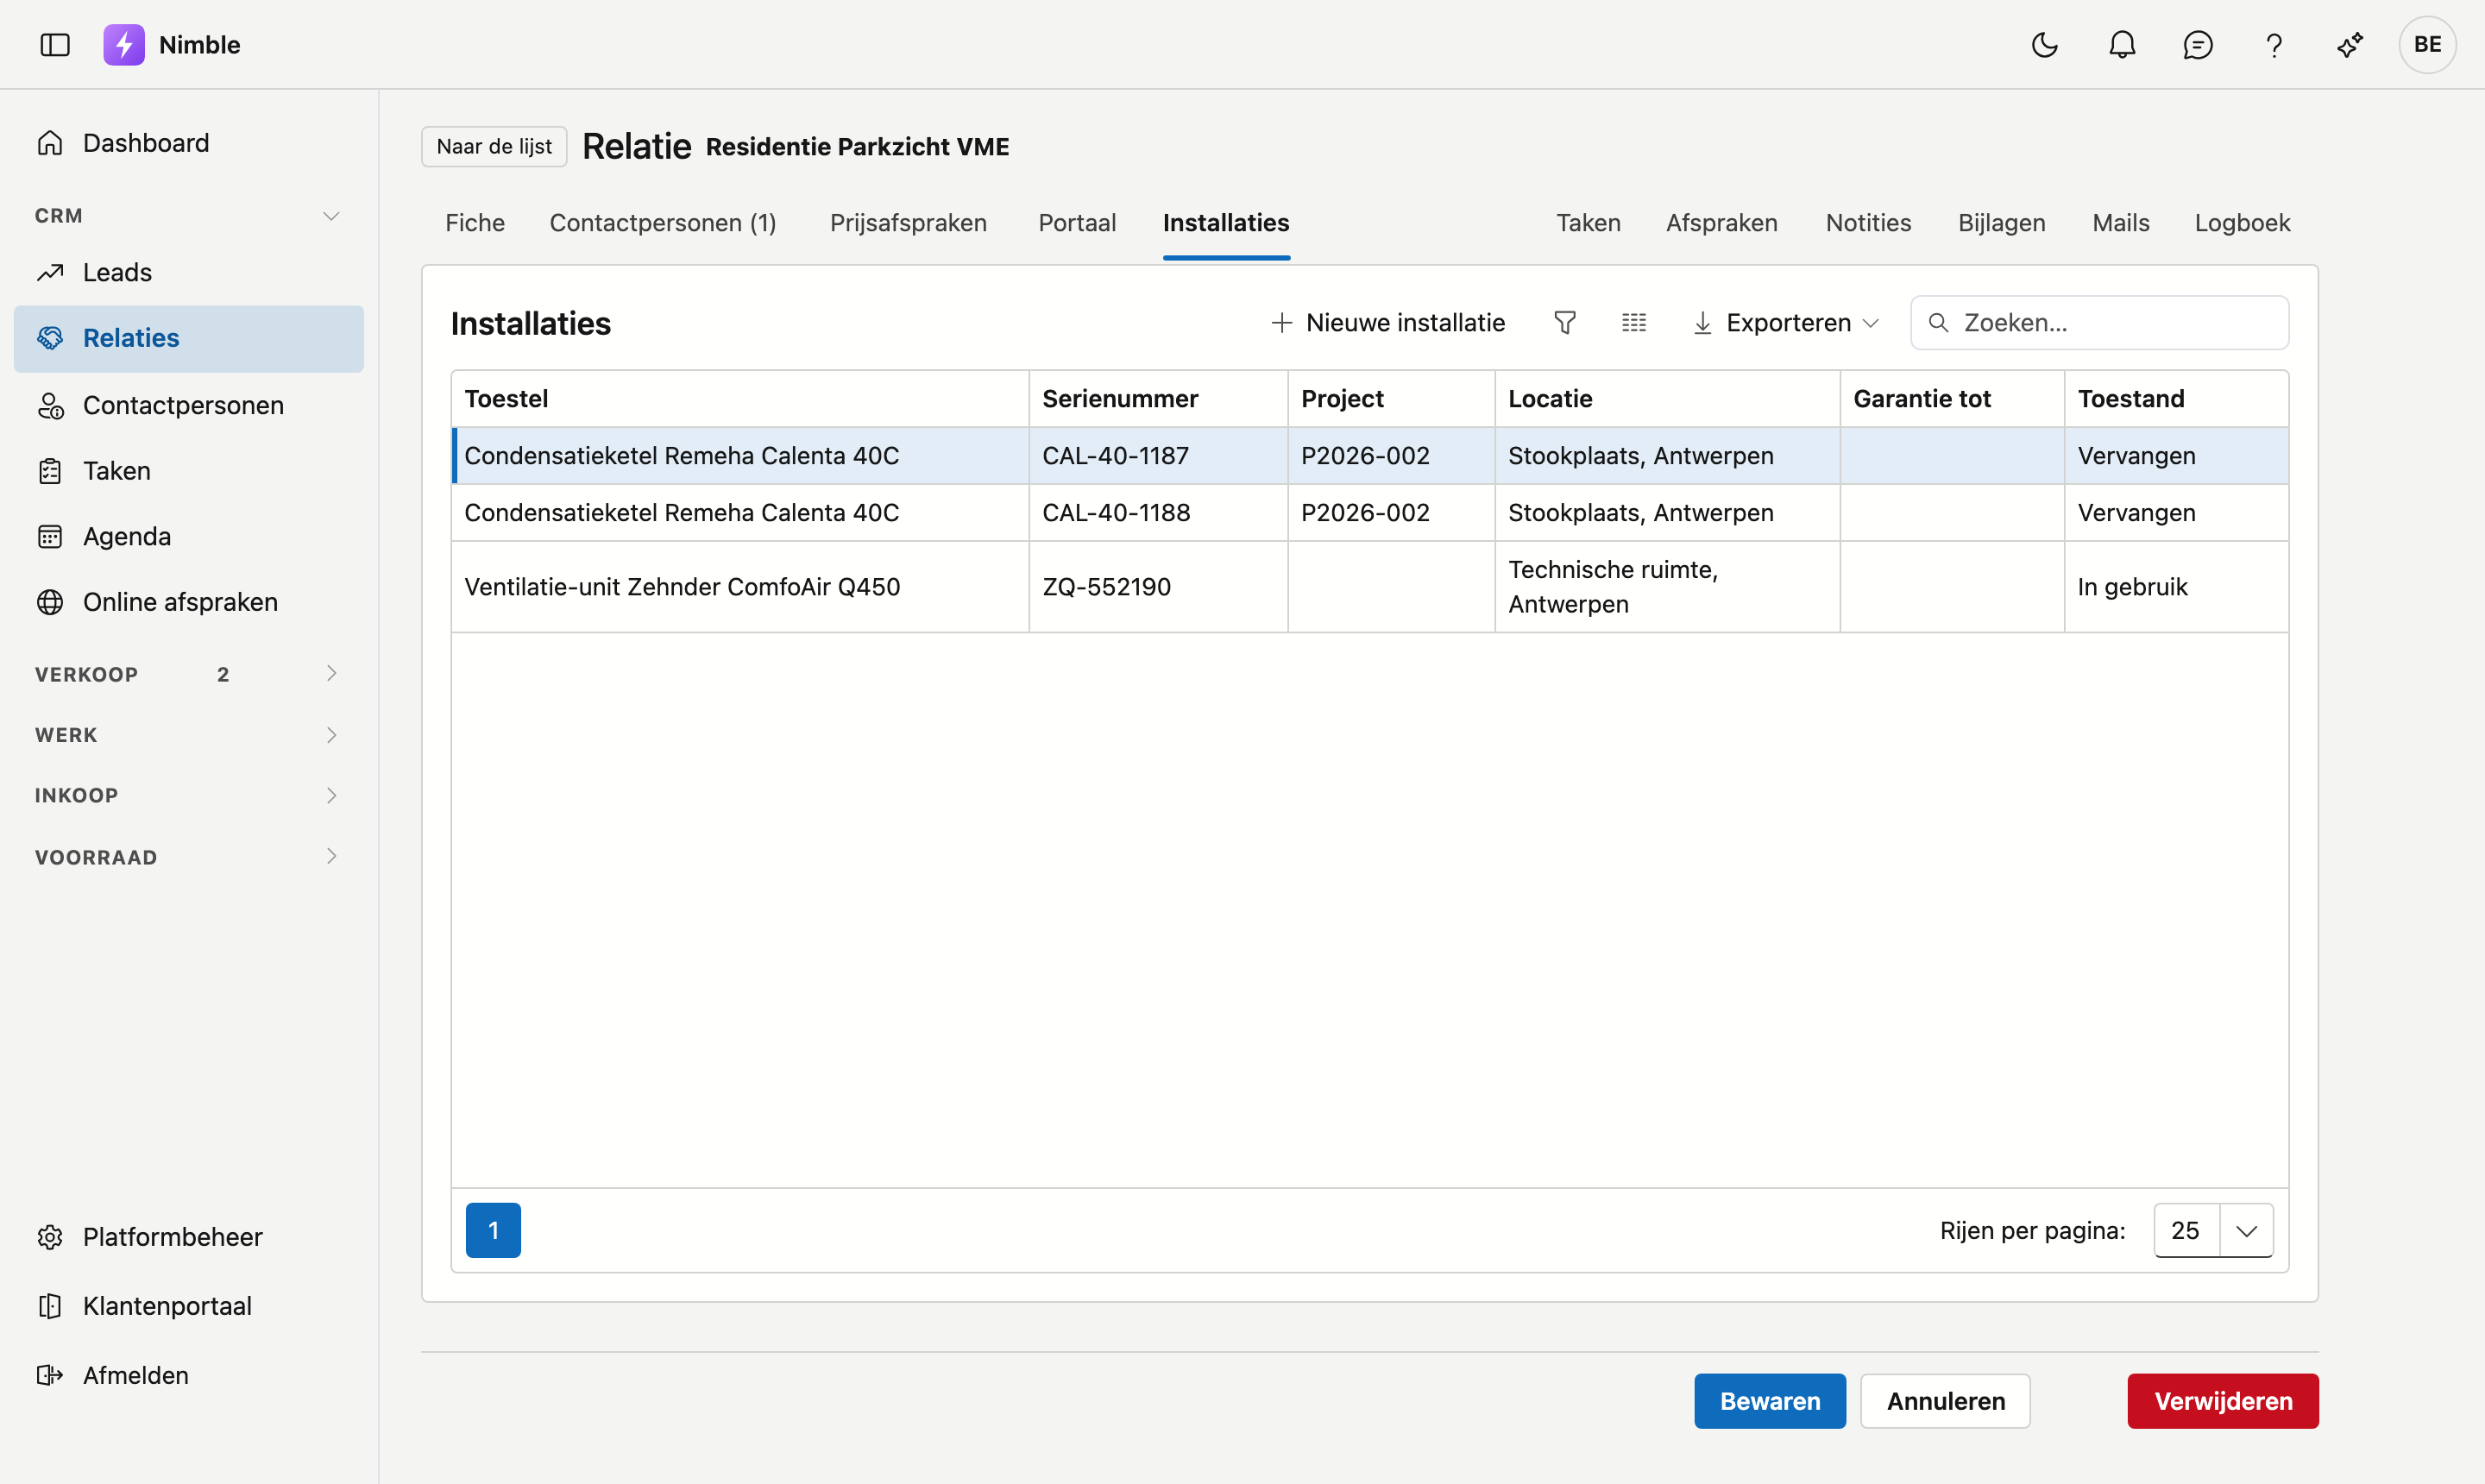 Nimble
BE
Dashboard
CRM
Leads
Relaties
Contactpersonen
Taken
Agenda
Online afspraken
VERKOOP 2
WERK
INKOOP
VOORRAAD
Platformbeheer
Klantenportaal
Afmelden
Naar de lijst Relatie Residentie Parkzicht VME
Fiche Contactpersonen (1) Prijsafspraken Portaal Installaties Taken Afspraken Notities Bijlagen Mails Logboek
Installaties Nieuwe installatie Exporteren Zoeken...
Toestel Serienummer Project Locatie Garantie tot Toestand
Condensatieketel Remeha Calenta 40C CAL-40-1187 P2026-002 Stookplaats, Antwerpen Vervangen
Condensatieketel Remeha Calenta 40C CAL-40-1188 P2026-002 Stookplaats, Antwerpen Vervangen
Ventilatie-unit Zehnder ComfoAir Q450 ZQ-552190 Technische ruimte, In gebruik
Antwerpen
1 Rijen per pagina: 25
Bewaren Annuleren Verwijderen